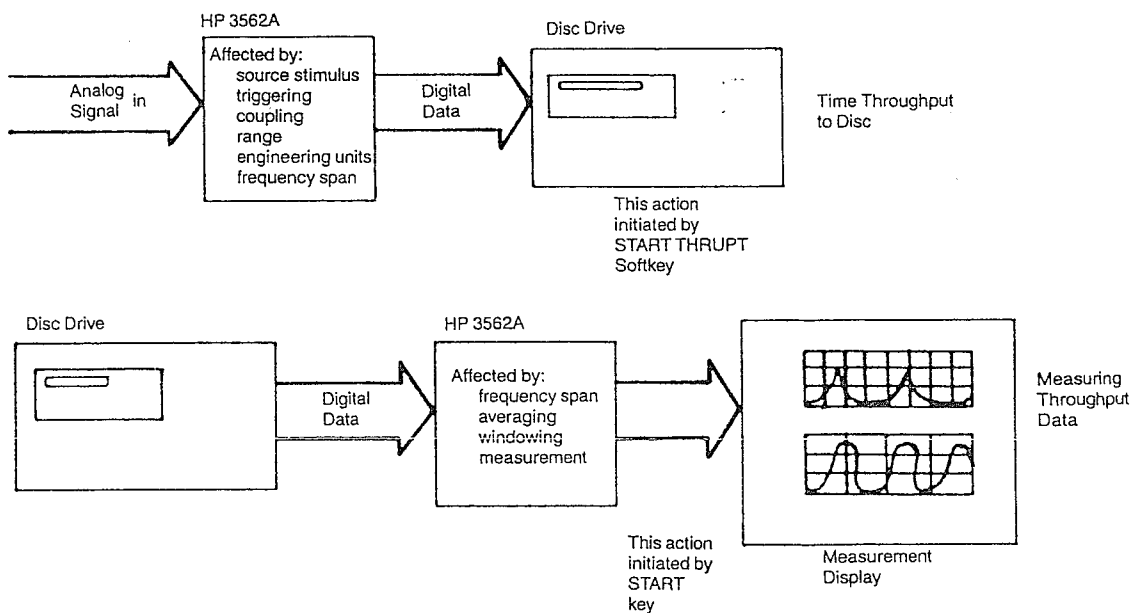 HP 3562A
Affected by:
source stimulus
triggering
coupling
range
engineering units
frequency span
Analog
Signal in
Digital
Data
Disc Drive
Time Throughput
to Disc
This action
initiated by
START THRUPT
Softkey
Disc Drive
Digital
Data
HP 3562A
Affected by:
frequency span
averaging
windowing
measurement
This action
initiated by
START
key
Measurement
Display
Measuring
Throughput
Data